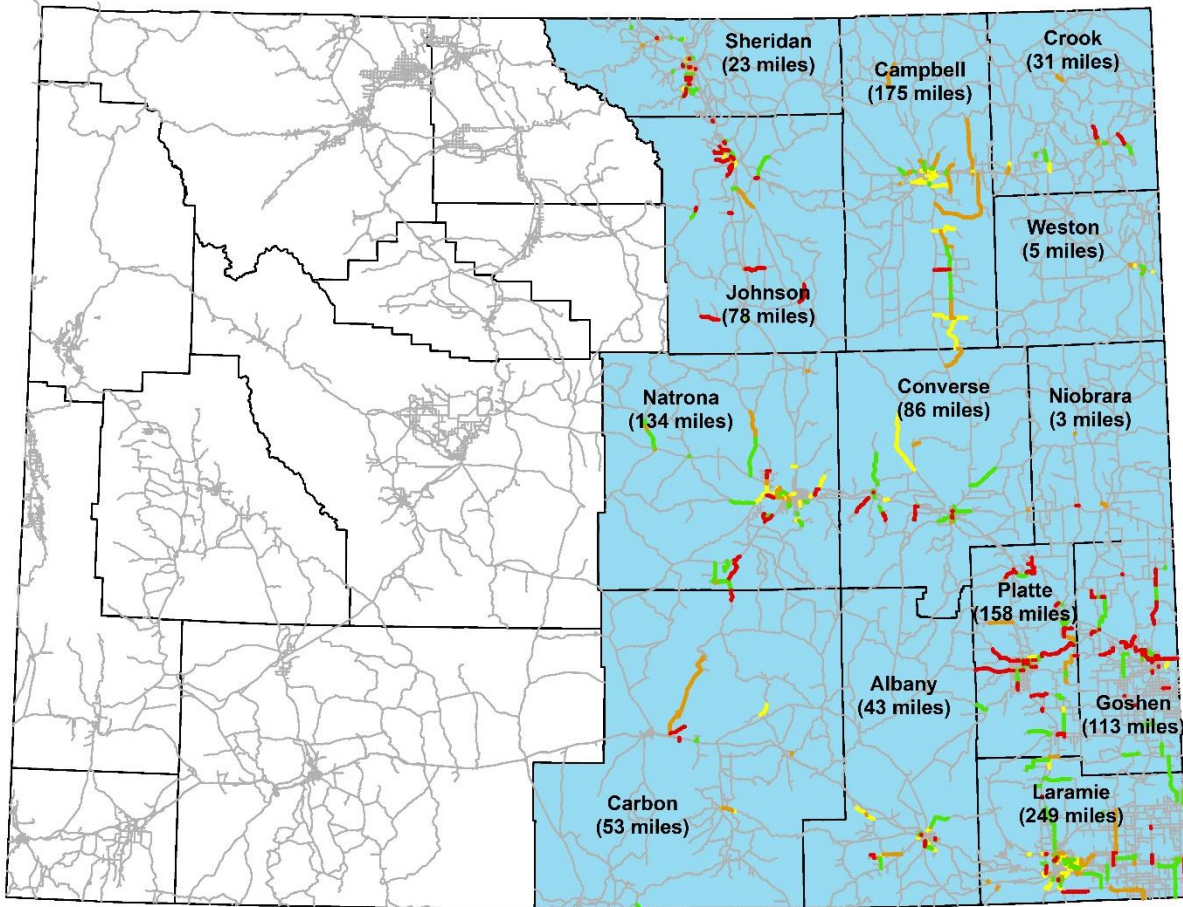 Sheridan
(23 miles)
Campbell
(175 miles)
Crook
(31 miles)
Weston
(5 miles)
Johnson
(78 miles)
Natrona
(134 miles)
Converse
(86 miles)
Niobrara
(3 miles)
Platte
(158 miles)
Goshen
(113 miles)
Albany
(43 miles)
Carbon
(53 miles)
Laramie
(249 miles)